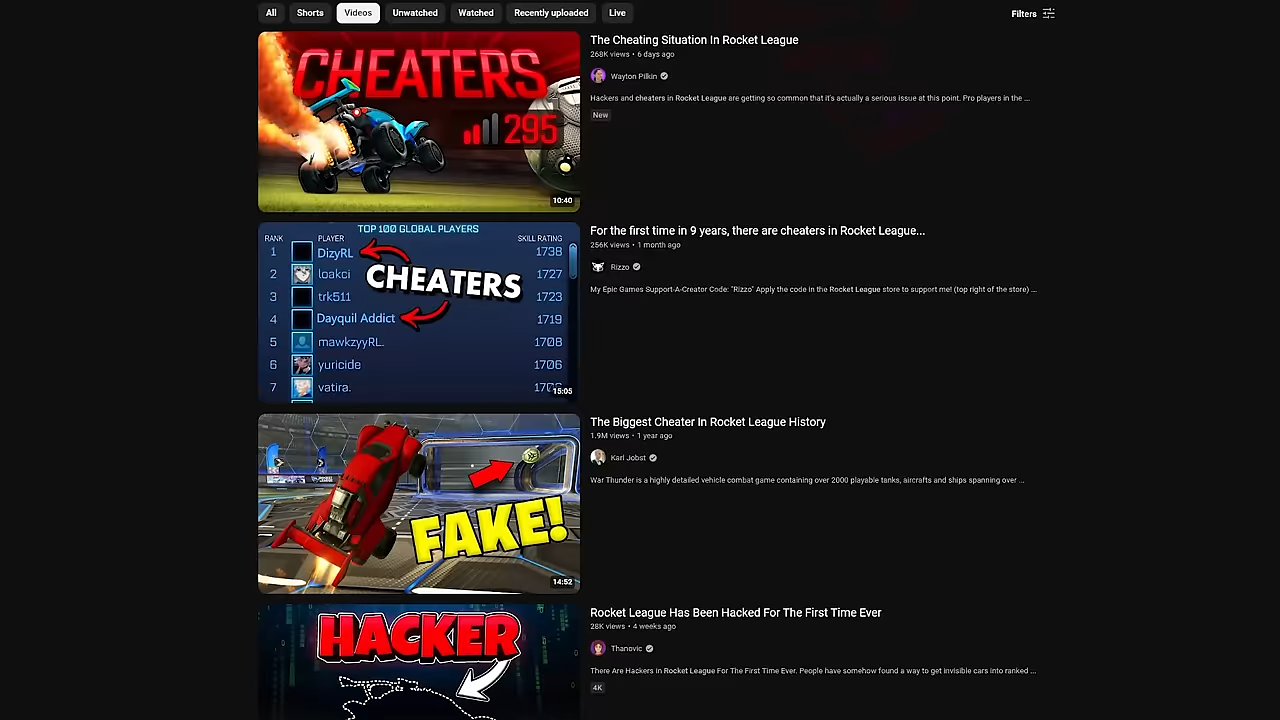 All
Shorts
Videos
Unwatched
Watched
Recently uploaded
Live
Filters
CHEATERS
295
10:40
The Cheating Situation In Rocket League
268K views • 6 days ago
Wayton Pilkin
Hackers and cheaters in Rocket League are getting so common that it's actually a serious issue at this point. Pro players in the ...
New
TOP 100 GLOBAL PLAYERS
RANK PLAYER SKILL RATING
1 DizyRL 1738
2 loakci 1727
3 trk511 1723
4 Dayquil Addict 1719
5 mawkzyyRL. 1708
6 yuricide 1706
7 vatira.
CHEATERS
15:05
For the first time in 9 years, there are cheaters in Rocket League...
256K views • 1 month ago
Rizzo
My Epic Games Support-A-Creator Code: "Rizzo" Apply the code in the Rocket League store to support me! (top right of the store) ...
FAKE!
14:52
The Biggest Cheater In Rocket League History
1.9M views • 1 year ago
Karl Jobst
War Thunder is a highly detailed vehicle combat game containing over 2000 playable tanks, aircrafts and ships spanning over ...
HACKER
Rocket League Has Been Hacked For The First Time Ever
28K views • 4 weeks ago
Thanovic
There Are Hackers In Rocket League For The First Time Ever. People have somehow found a way to get invisible cars into ranked ...
4K